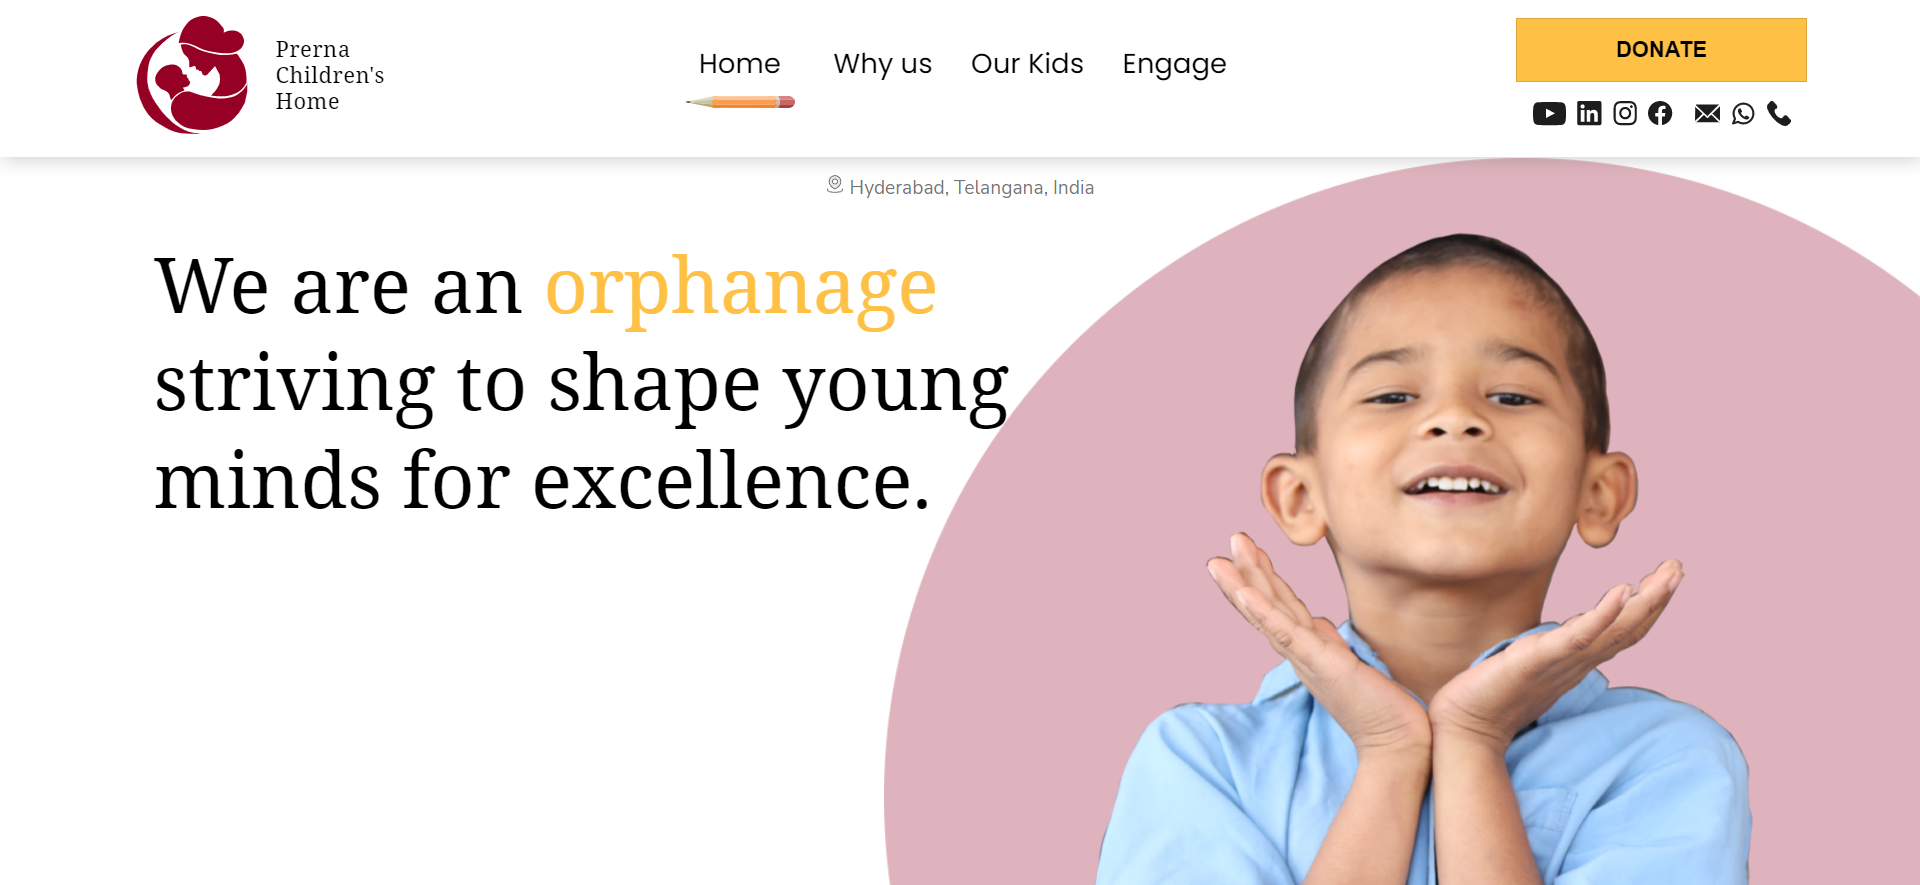 Prerna
Children's
Home
Home Why us Our Kids Engage
DONATE
Hyderabad, Telangana, India
We are an orphanage
striving to shape young
minds for excellence.